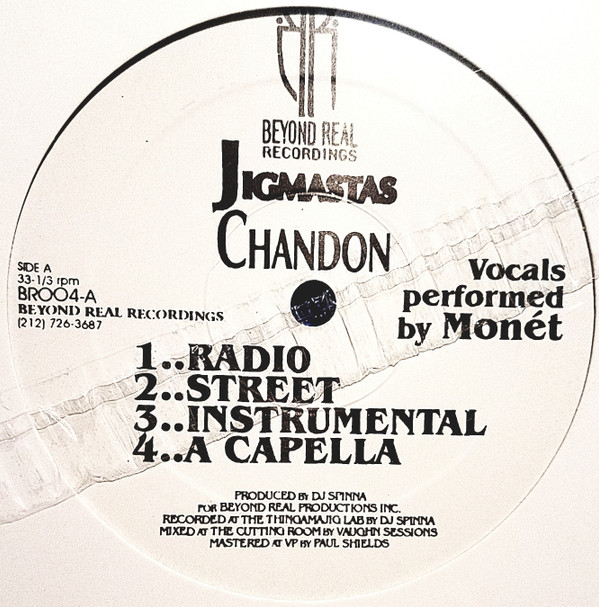 BEYOND REAL
RECORDINGS
JIGMASTAS
CHANDON
SIDE A
33-1/3 rpm
BROO4-A
BEYOND REAL RECORDINGS
(212) 726-3687
Vocals
performed
by Monét
1..RADIO
2..STREET
3..INSTRUMENTAL
4..A CAPELLA
PRODUCED BY DJ SPINNA
FOR BEYOND REAL PRODUCTIONS INC.
RECORDED AT THE THINGAMAJIG LAB BY DJ SPINNA
MIXED AT THE CUTTING ROOM BY VAUGHN SESSIONS
MASTERED AT VP BY PAUL SHIELDS